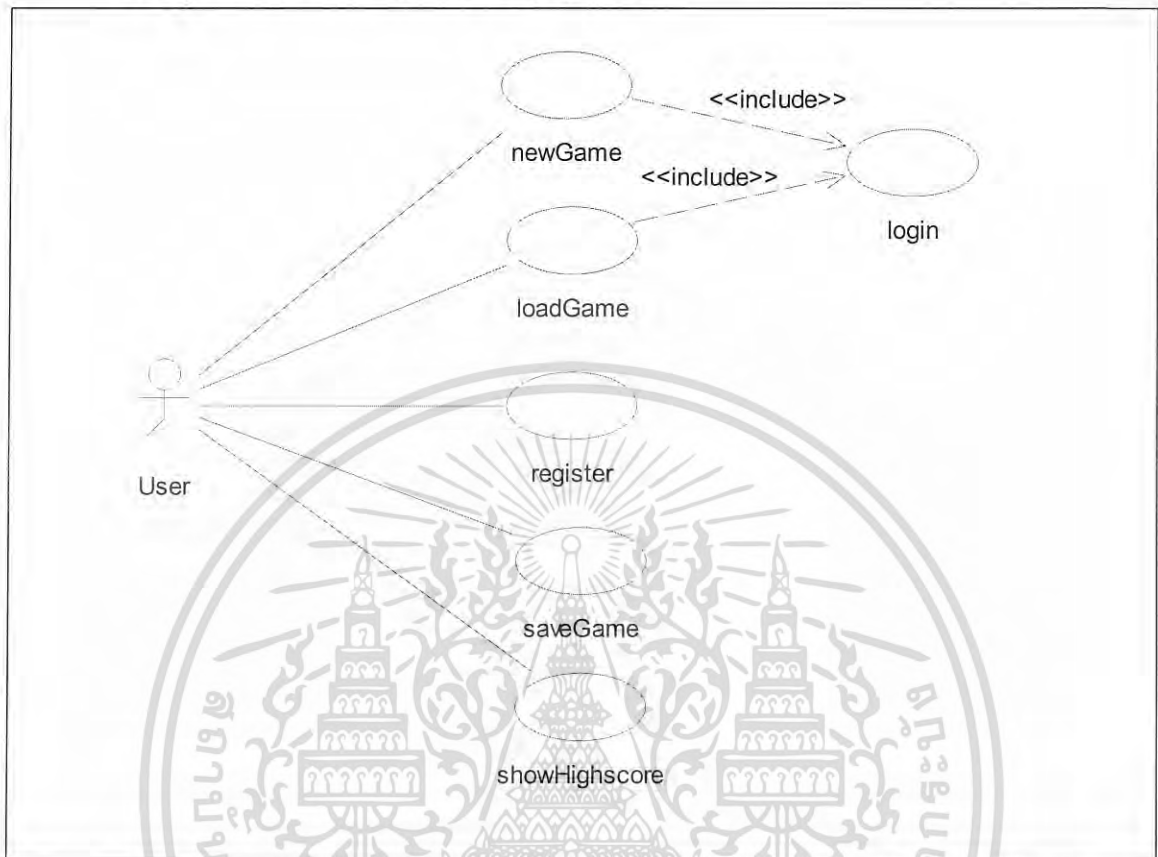 <<include>>
newGame
<<include>>
login
loadGame
register
User
saveGame
showHighscore